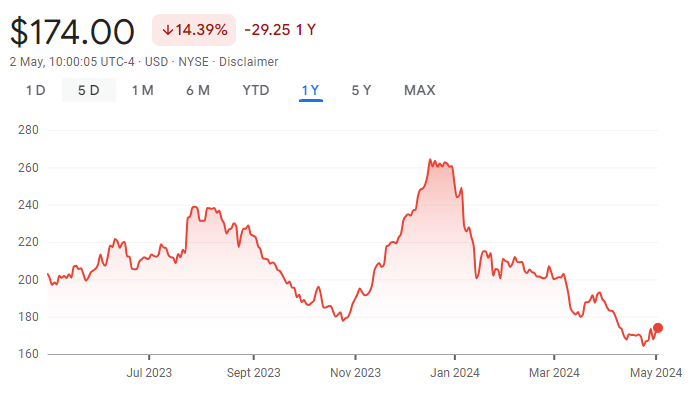 $174.00 ↓14.39% -29.25 1 Y
2 May, 10:00:05 UTC-4 · USD · NYSE · Disclaimer
1 D 5 D 1 M 6 M YTD 1 Y 5 Y MAX
280
260
240
220
200
180
160
Jul 2023 Sept 2023 Nov 2023 Jan 2024 Mar 2024 May 2024